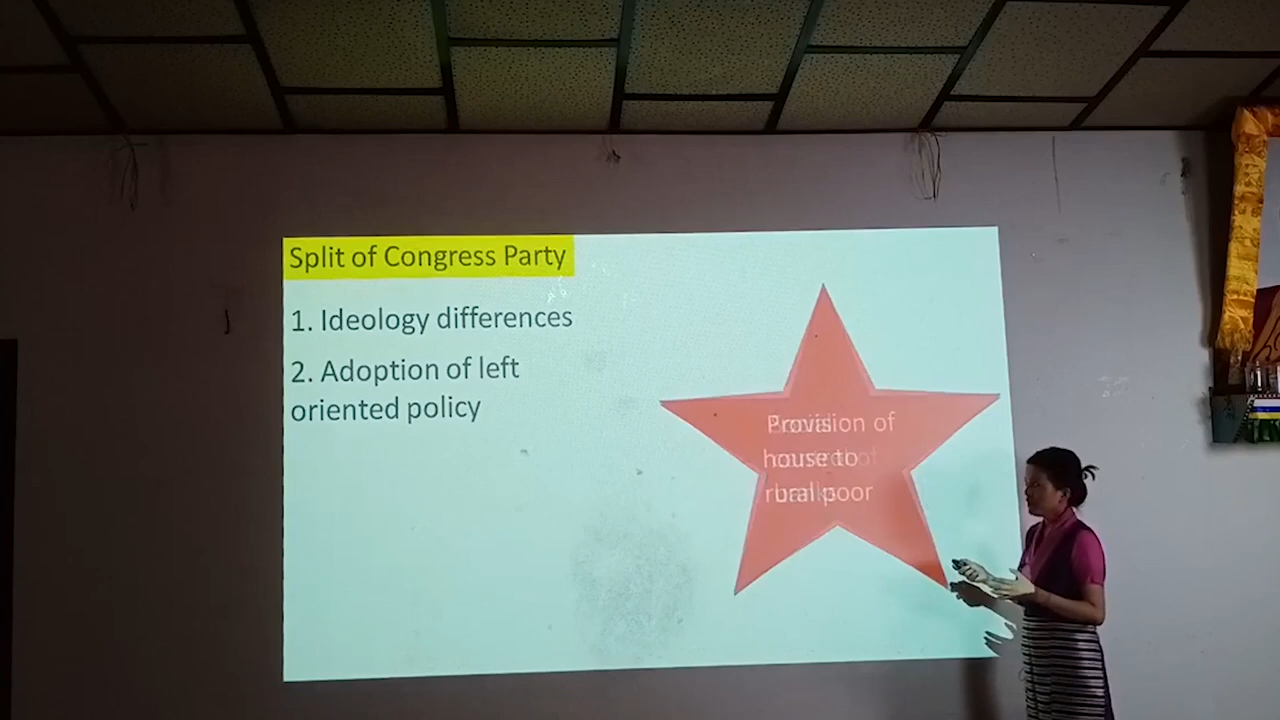 Split of Congress Party
1. Ideology differences
2. Adoption of left
oriented policy
Provision of
house to
rural poor